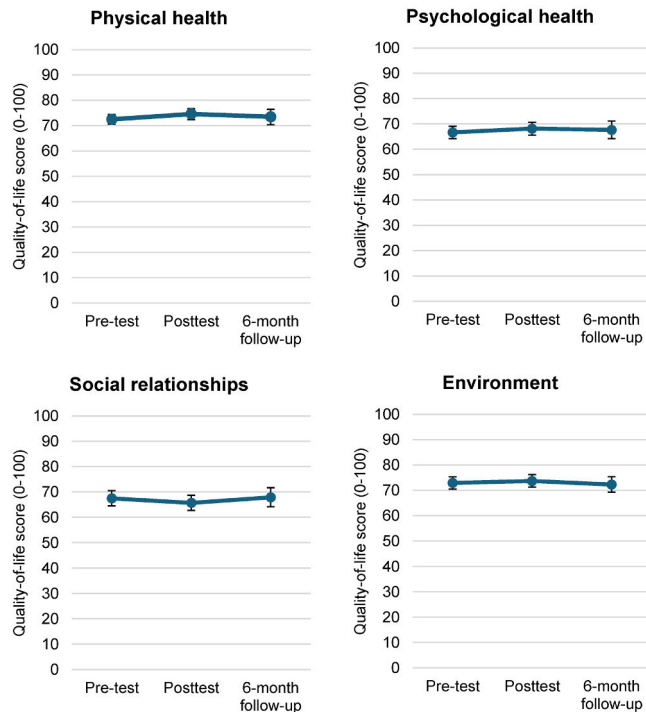 Physical health
Quality-of-life score (0-100)
100
90
80
70
60
50
40
30
20
10
0
Pre-test
Posttest
6-month
follow-up
Psychological health
Quality-of-life score (0-100)
100
90
80
70
60
50
40
30
20
10
0
Pre-test
Posttest
6-month
follow-up
Social relationships
Quality-of-life score (0-100)
100
90
80
70
60
50
40
30
20
10
0
Pre-test
Posttest
6-month
follow-up
Environment
Quality-of-life score (0-100)
100
90
80
70
60
50
40
30
20
10
0
Pre-test
Posttest
6-month
follow-up